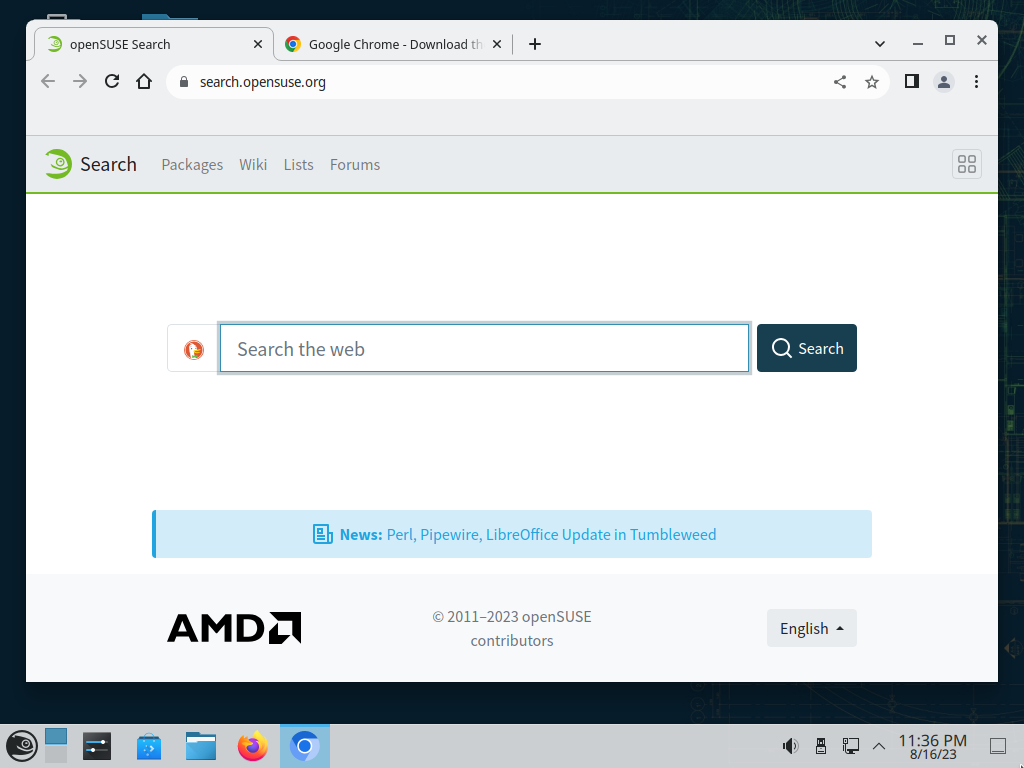 openSUSE Search
Google Chrome - Download th
search.opensuse.org
Search Packages Wiki Lists Forums
Search the web
Search
News: Perl, Pipewire, LibreOffice Update in Tumbleweed
AMD
© 2011–2023 openSUSE
contributors
English
11:36 PM
8/16/23